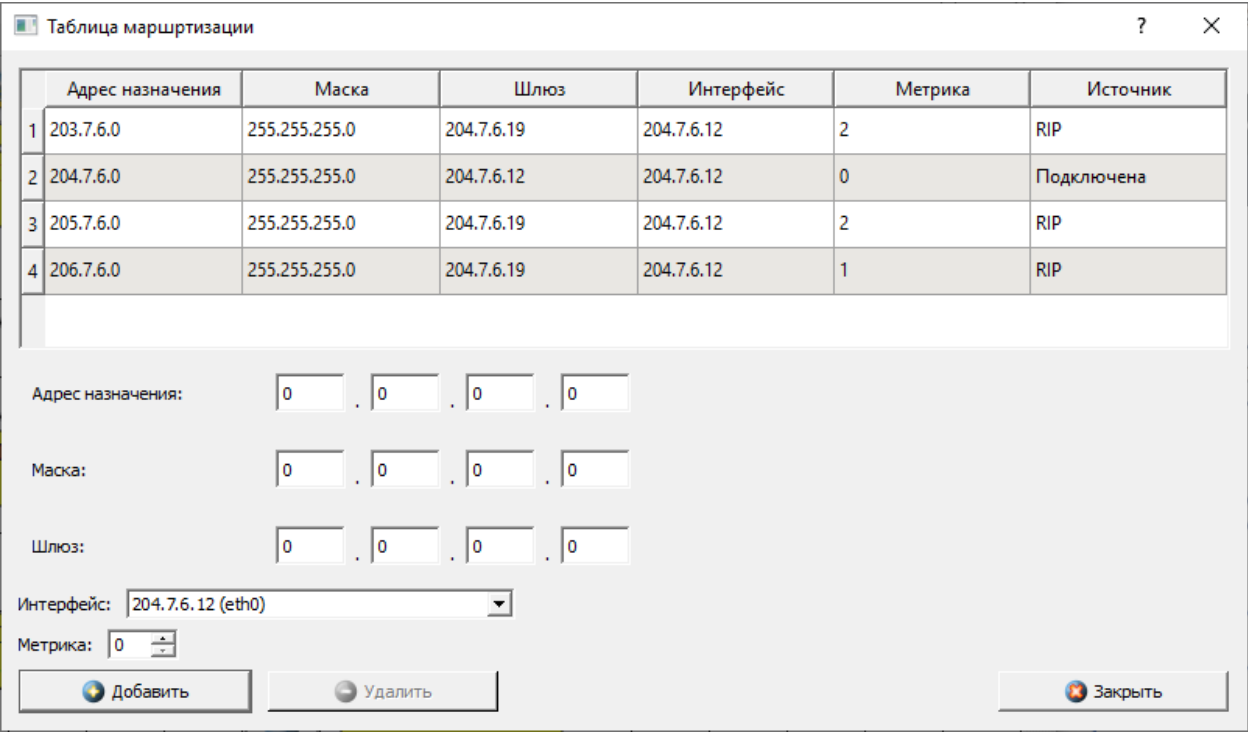 Таблица маршртизации ?
Адрес назначения Маска Шлюз Интерфейс Метрика Источник
1 203.7.6.0 255.255.255.0 204.7.6.19 204.7.6.12 2 RIP
2 204.7.6.0 255.255.255.0 204.7.6.12 204.7.6.12 0 Подключена
3 205.7.6.0 255.255.255.0 204.7.6.19 204.7.6.12 2 RIP
4 206.7.6.0 255.255.255.0 204.7.6.19 204.7.6.12 1 RIP
Адрес назначения: 0 . 0 . 0 . 0
Маска: 0 . 0 . 0 . 0
Шлюз: 0 . 0 . 0 . 0
Интерфейс: 204.7.6.12 (eth0)
Метрика: 0
Добавить Удалить Закрыть